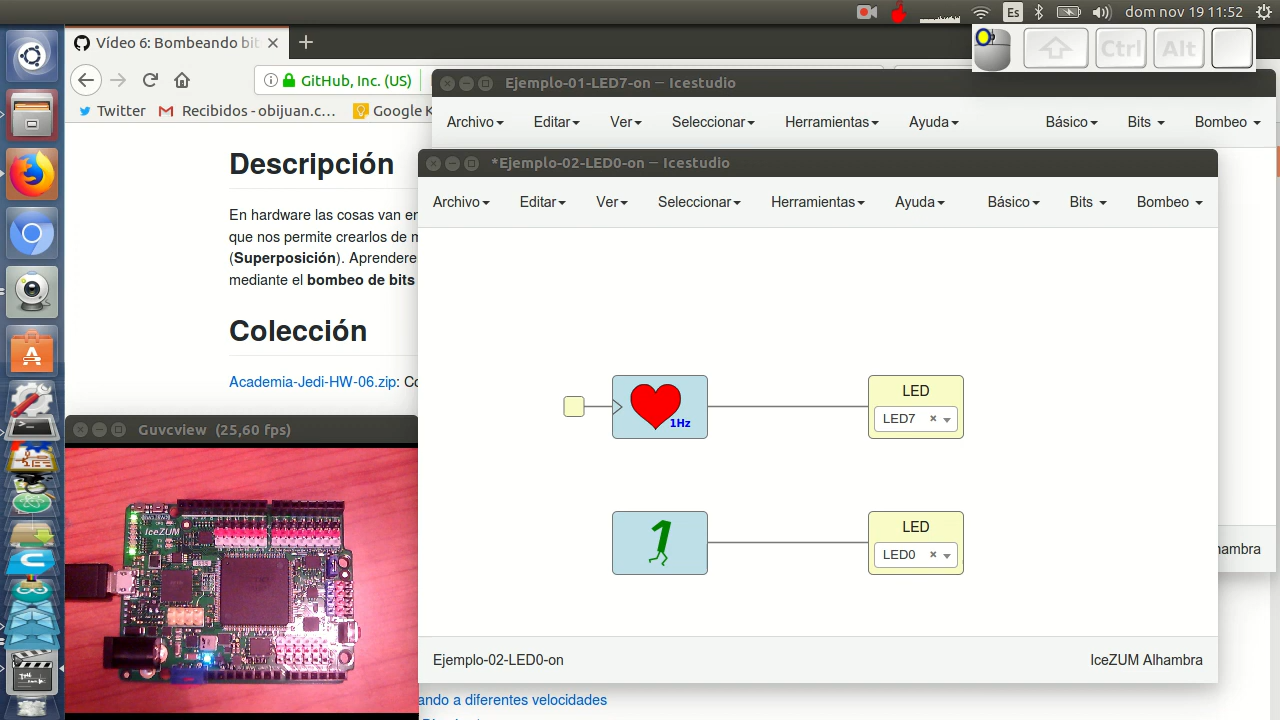 Es
dom nov 19 11:52
Vídeo 6: Bombeando bit
Ctrl
Alt
GitHub, Inc. (US)
Twitter
Recibidos - obijuan.c...
Google K
Ejemplo-01-LED7-on — Icestudio
Archivo Editar Ver Seleccionar Herramientas Ayuda Básico Bits Bombeo
*Ejemplo-02-LED0-on — Icestudio
Archivo Editar Ver Seleccionar Herramientas Ayuda Básico Bits Bombeo
Descripción
En hardware las cosas van en
que nos permite crearlos de m
(Superposición). Aprendere
mediante el bombeo de bits
Colección
Academia-Jedi-HW-06.zip: Co
1Hz
LED
LED7
1
LED
LED0
Guvcview (25,60 fps)
IceZUM
Ejemplo-02-LED0-on
IceZUM Alhambra
hambra
ando a diferentes velocidades